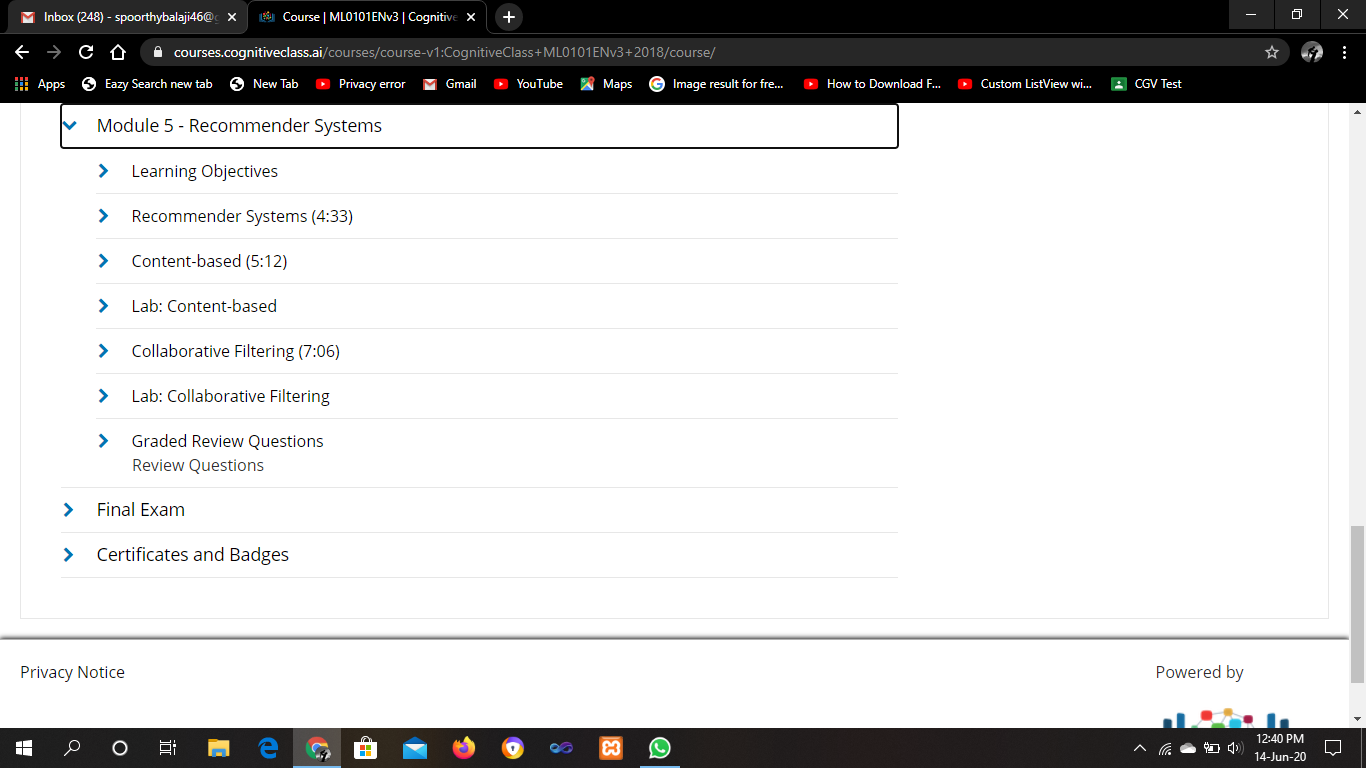 Inbox (248) - spoorthybalaji46@g
Course | ML0101ENv3 | Cognitive
courses.cognitiveclass.ai/courses/course-v1:CognitiveClass+ML0101ENv3+2018/course/
Apps
Eazy Search new tab
New Tab
Privacy error
Gmail
YouTube
Maps
Image result for fre...
How to Download F...
Custom ListView wi...
CGV Test
Module 5 - Recommender Systems
Learning Objectives
Recommender Systems (4:33)
Content-based (5:12)
Lab: Content-based
Collaborative Filtering (7:06)
Lab: Collaborative Filtering
Graded Review Questions
Review Questions
Final Exam
Certificates and Badges
Privacy Notice
Powered by
12:40 PM
14-Jun-20